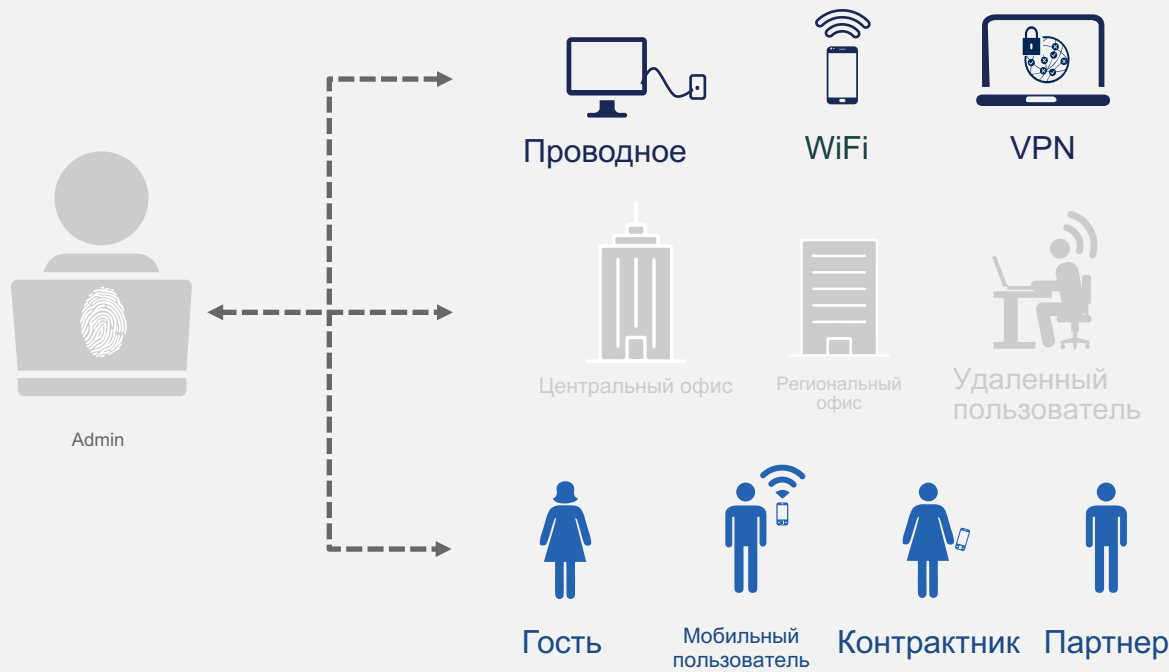 Проводное
WiFi
VPN
Admin
Центральный офис
Региональный
офис
Удаленный
пользователь
Гость
Мобильный
пользователь
Контрактник
Партнер